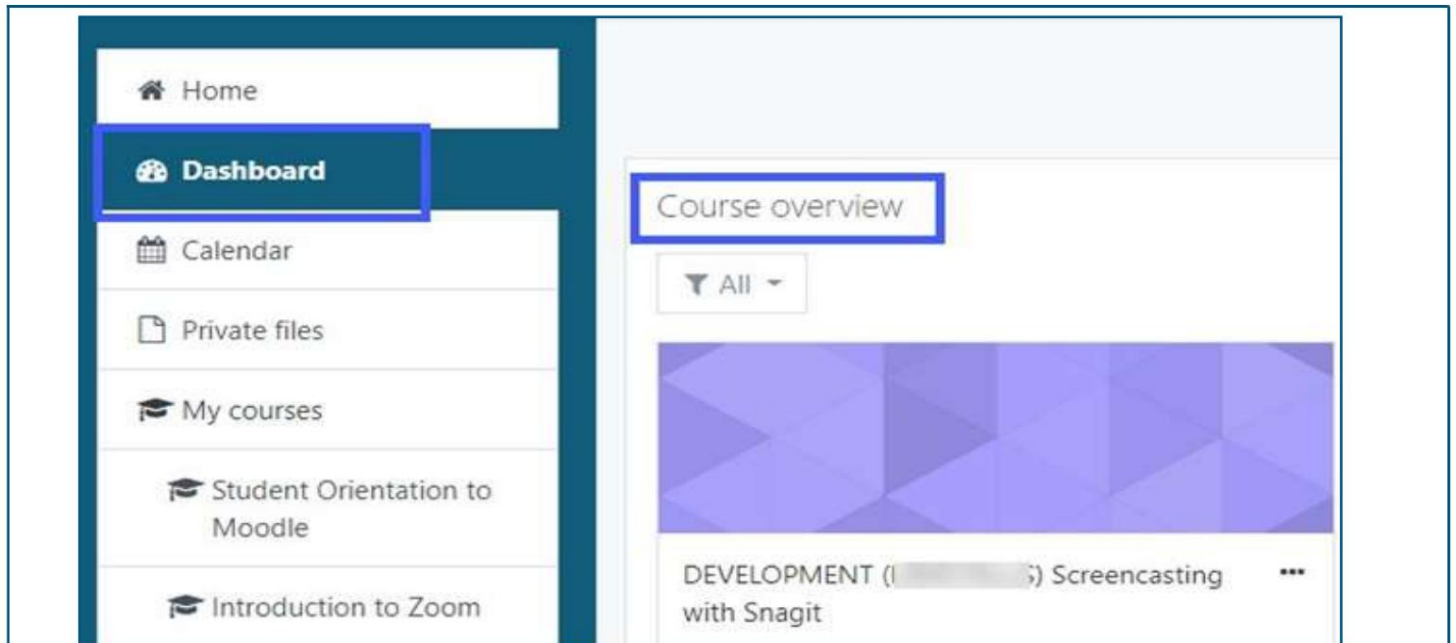 Home
Dashboard
Calendar
Private files
My courses
Student Orientation to
Moodle
Introduction to Zoom
Course overview
All
DEVELOPMENT ( ) Screencasting
with Snagit